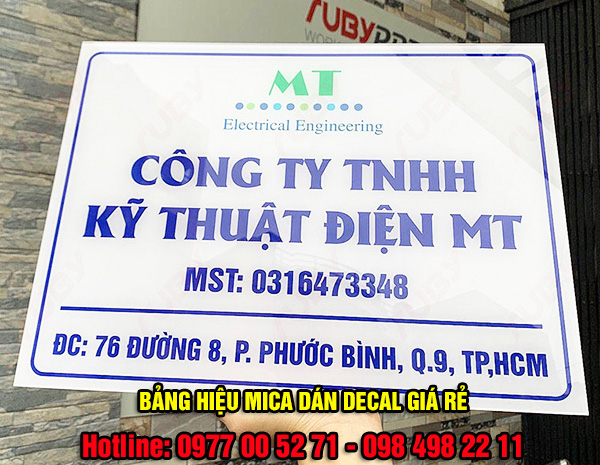 RUBY
MT
Electrical Engineering
CÔNG TY TNHH
KỸ THUẬT ĐIỆN MT
MST: 0316473348
ĐC: 76 ĐƯỜNG 8, P. PHƯỚC BÌNH, Q.9, TP,HCM
BẢNG HIỆU MICA DÁN DECAL GIÁ RẺ
Hotline: 0977 00 52 71 - 098 498 22 11